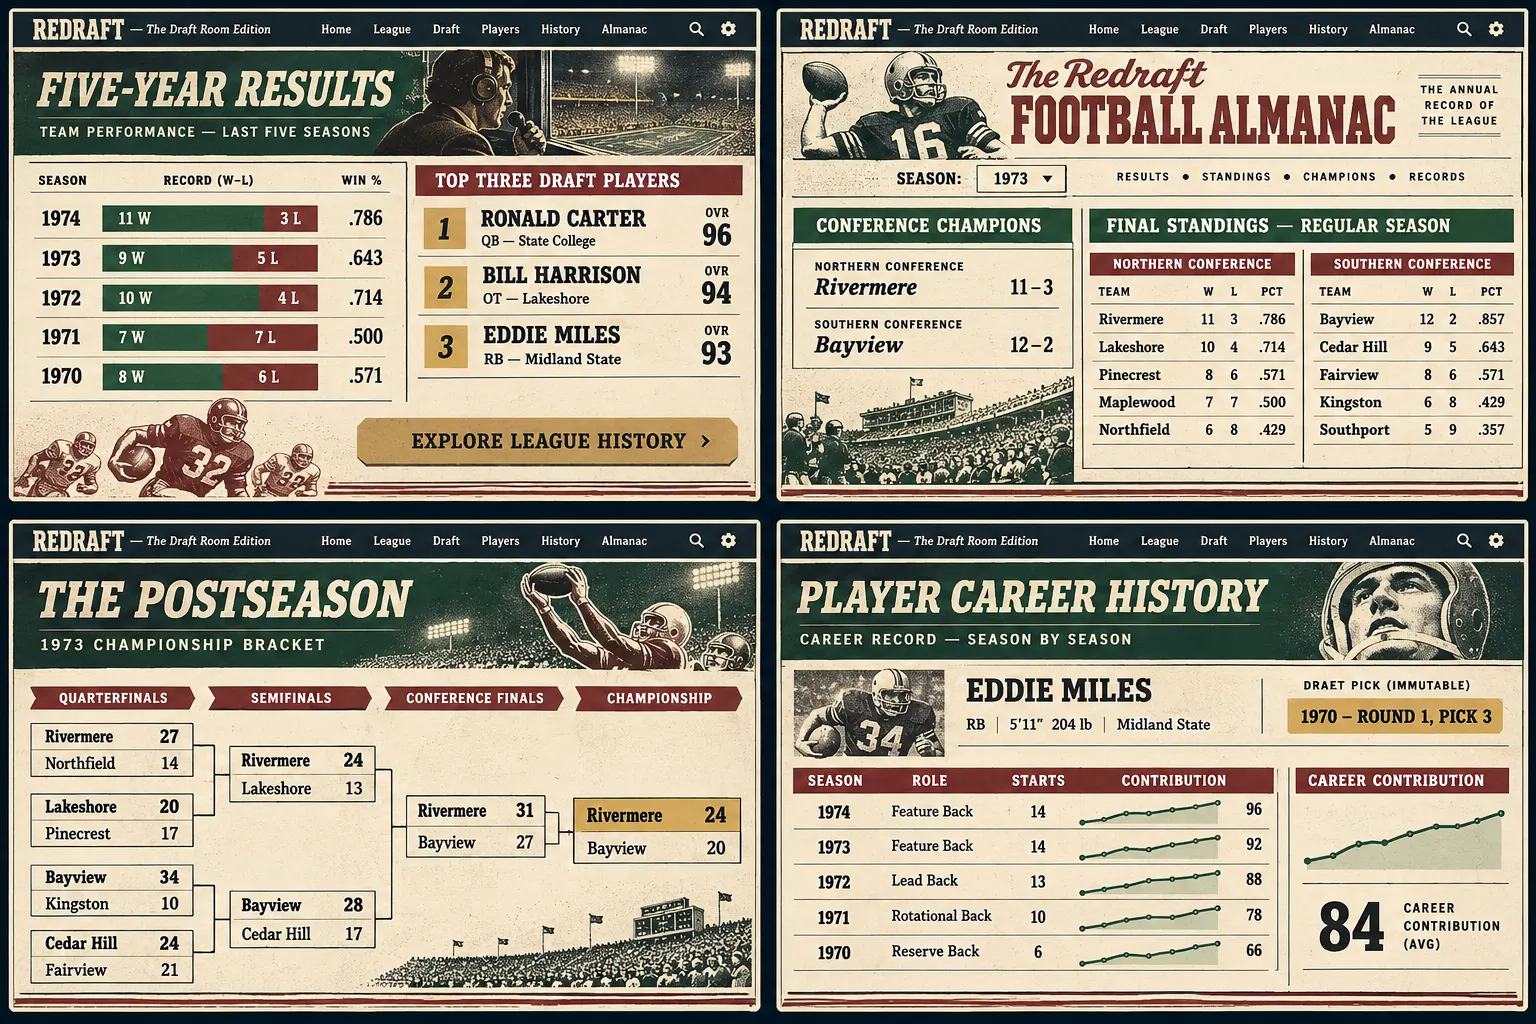 REDRAFT — The Draft Room Edition Home League Draft Players History Almanac
FIVE-YEAR RESULTS
TEAM PERFORMANCE — LAST FIVE SEASONS
SEASON RECORD (W–L) WIN %
1974 11 W 3 L .786
1973 9 W 5 L .643
1972 10 W 4 L .714
1971 7 W 7 L .500
1970 8 W 6 L .571
TOP THREE DRAFT PLAYERS
1 RONALD CARTER OVR
QB — State College 96
2 BILL HARRISON OVR
OT — Lakeshore 94
3 EDDIE MILES OVR
RB — Midland State 93
32
EXPLORE LEAGUE HISTORY >
REDRAFT — The Draft Room Edition Home League Draft Players History Almanac
16
The Redraft
FOOTBALL ALMANAC
THE ANNUAL
RECORD OF
THE LEAGUE
SEASON: 1973 ▼
RESULTS • STANDINGS • CHAMPIONS • RECORDS
CONFERENCE CHAMPIONS
NORTHERN CONFERENCE
Rivermere 11–3
SOUTHERN CONFERENCE
Bayview 12–2
FINAL STANDINGS — REGULAR SEASON
NORTHERN CONFERENCE
TEAM W L PCT
Rivermere 11 3 .786
Lakeshore 10 4 .714
Pinecrest 8 6 .571
Maplewood 7 7 .500
Northfield 6 8 .429
SOUTHERN CONFERENCE
TEAM W L PCT
Bayview 12 2 .857
Cedar Hill 9 5 .643
Fairview 8 6 .571
Kingston 6 8 .429
Southport 5 9 .357
REDRAFT — The Draft Room Edition Home League Draft Players History Almanac
THE POSTSEASON
1973 CHAMPIONSHIP BRACKET
QUARTERFINALS SEMIFINALS CONFERENCE FINALS CHAMPIONSHIP
Rivermere 27
Northfield 14
Lakeshore 20
Pinecrest 17
Bayview 34
Kingston 10
Cedar Hill 24
Fairview 21
Rivermere 24
Lakeshore 13
Bayview 28
Cedar Hill 17
Rivermere 31
Bayview 27
Rivermere 24
Bayview 20
REDRAFT — The Draft Room Edition Home League Draft Players History Almanac
PLAYER CAREER HISTORY
CAREER RECORD — SEASON BY SEASON
34
EDDIE MILES
RB | 5'11" 204 lb | Midland State
DRAET PICK (IMMUTABLE)
1970 – ROUND 1, PICK 3
SEASON ROLE STARTS CONTRIBUTION
1974 Feature Back 14 96
1973 Feature Back 14 92
1972 Lead Back 13 88
1971 Rotational Back 10 78
1970 Reserve Back 6 66
CAREER CONTRIBUTION
84
CAREER
CONTRIBUTION
(AVG)